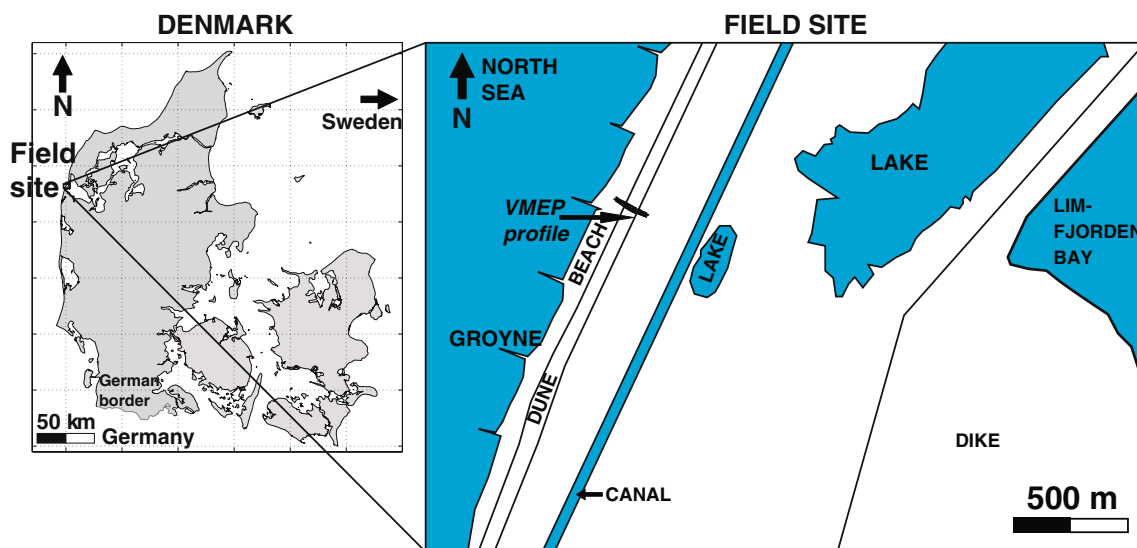 DENMARK
N
Sweden
Field
site
German
border
50 km
Germany
FIELD SITE
NORTH
SEA
N
LAKE
VMEP
profile
BEACH
LAKE
LIM-
FJORDEN
BAY
GROYNE
DUNE
DIKE
CANAL
500 m